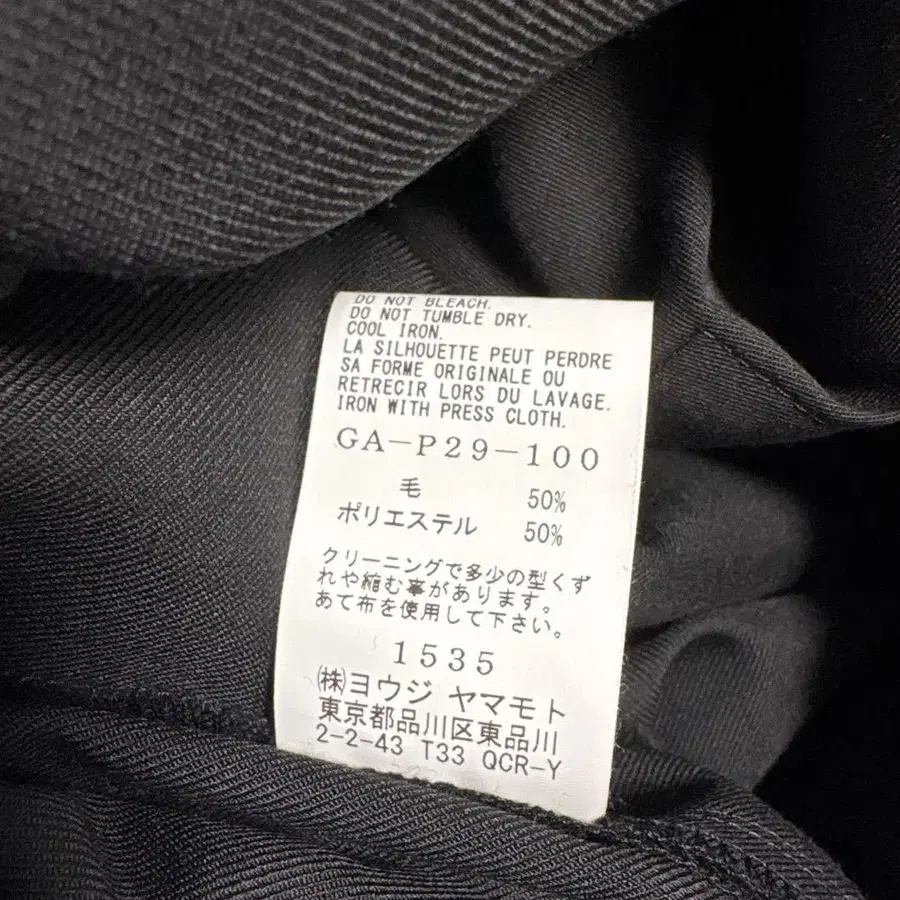 DO NOT BLEACH.
DO NOT TUMBLE DRY.
COOL IRON.
LA SILHOUETTE PEUT PERDRE
SA FORME ORIGINALE OU
RETRECIR LORS DU LAVAGE.
IRON WITH PRESS CLOTH.
GA-P29-100
毛 50%
ポリエステル 50%
クリーニングで多少の型くず
れや縮む事があります。
あて布を使用して下さい。
1535
㈱ヨウジ ヤマモト
東京都品川区東品川
2-2-43 T33 QCR-Y